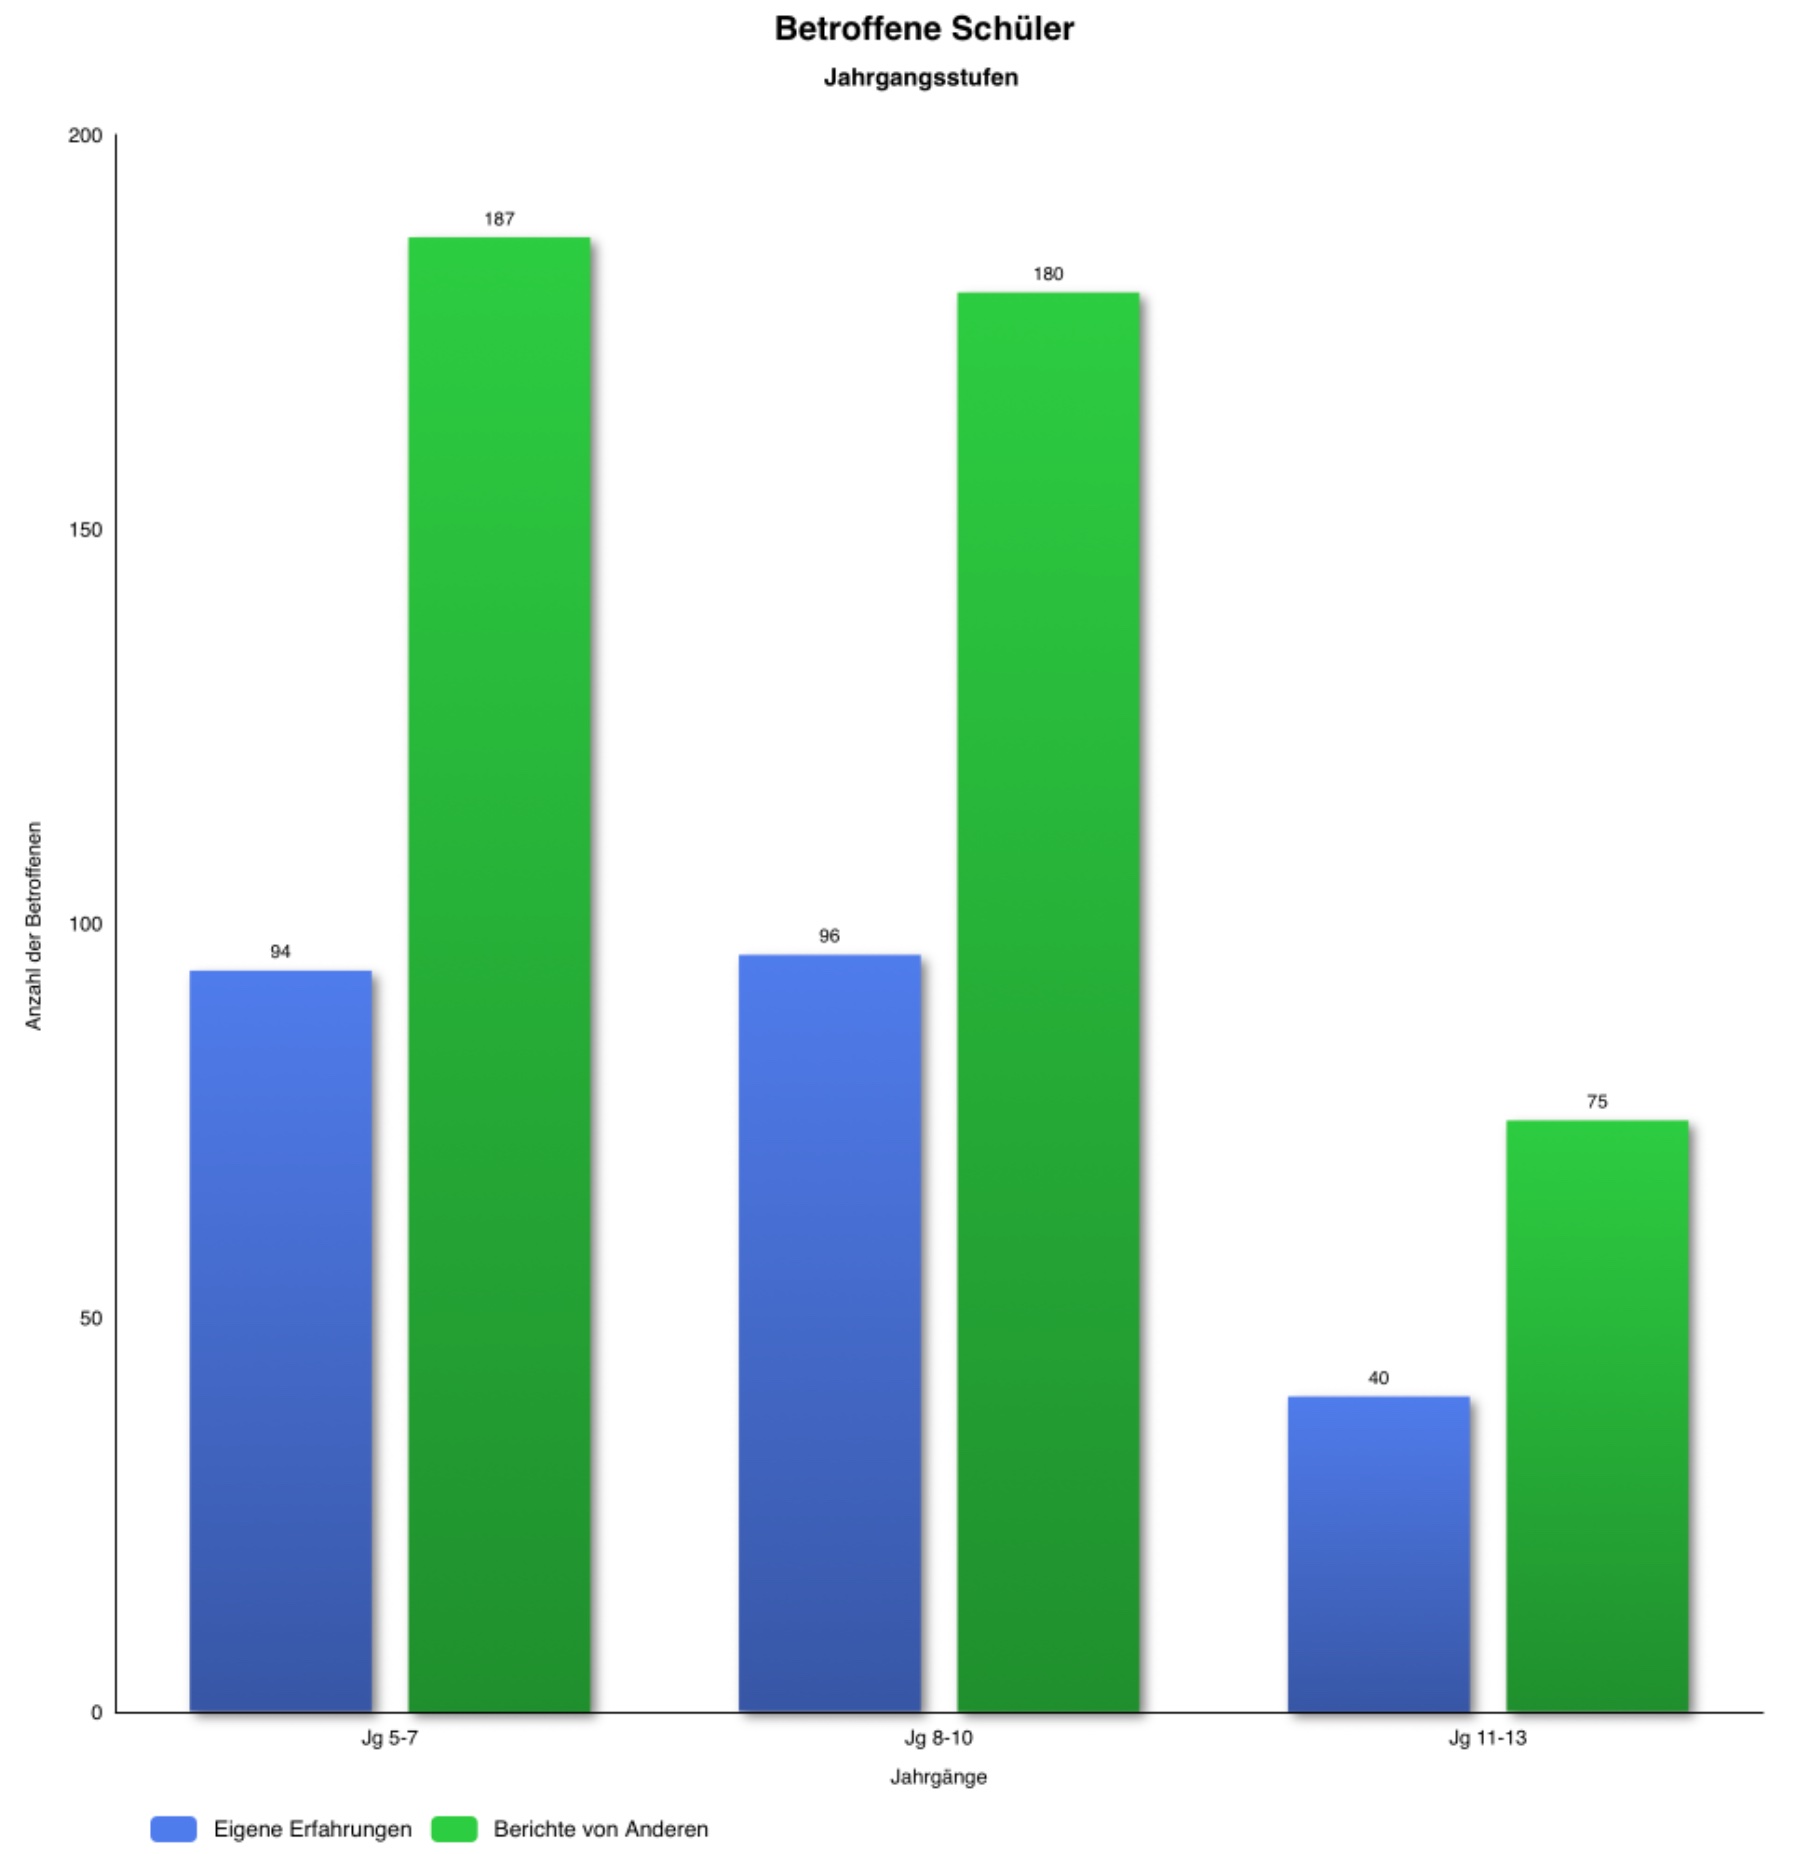 Betroffene Schüler
Jahrgangsstufen
200
187
180
150
Anzahl der Betroffenen
100
94
96
75
50
40
0
Jg 5-7
Jg 8-10
Jg 11-13
Jahrgänge
Eigene Erfahrungen
Berichte von Anderen